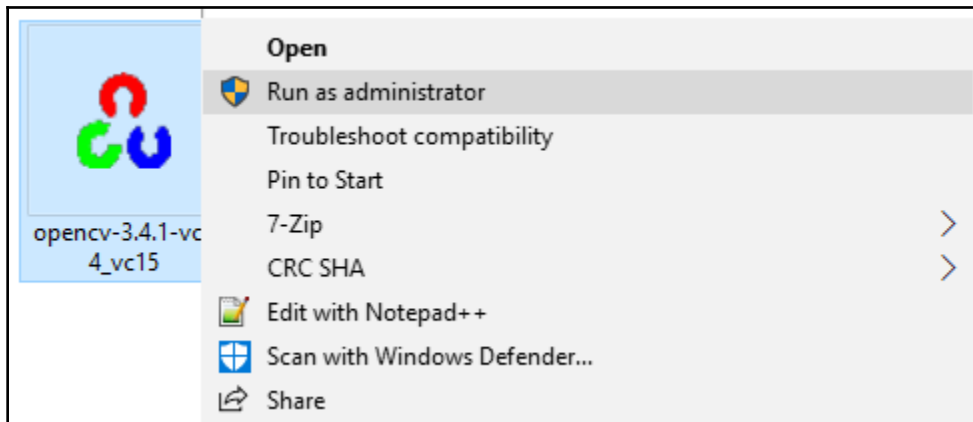 Open
Run as administrator
Troubleshoot compatibility
Pin to Start
7-Zip
opencv-3.4.1-vc
4_vc15
CRC SHA
Edit with Notepad++
Scan with Windows Defender...
Share